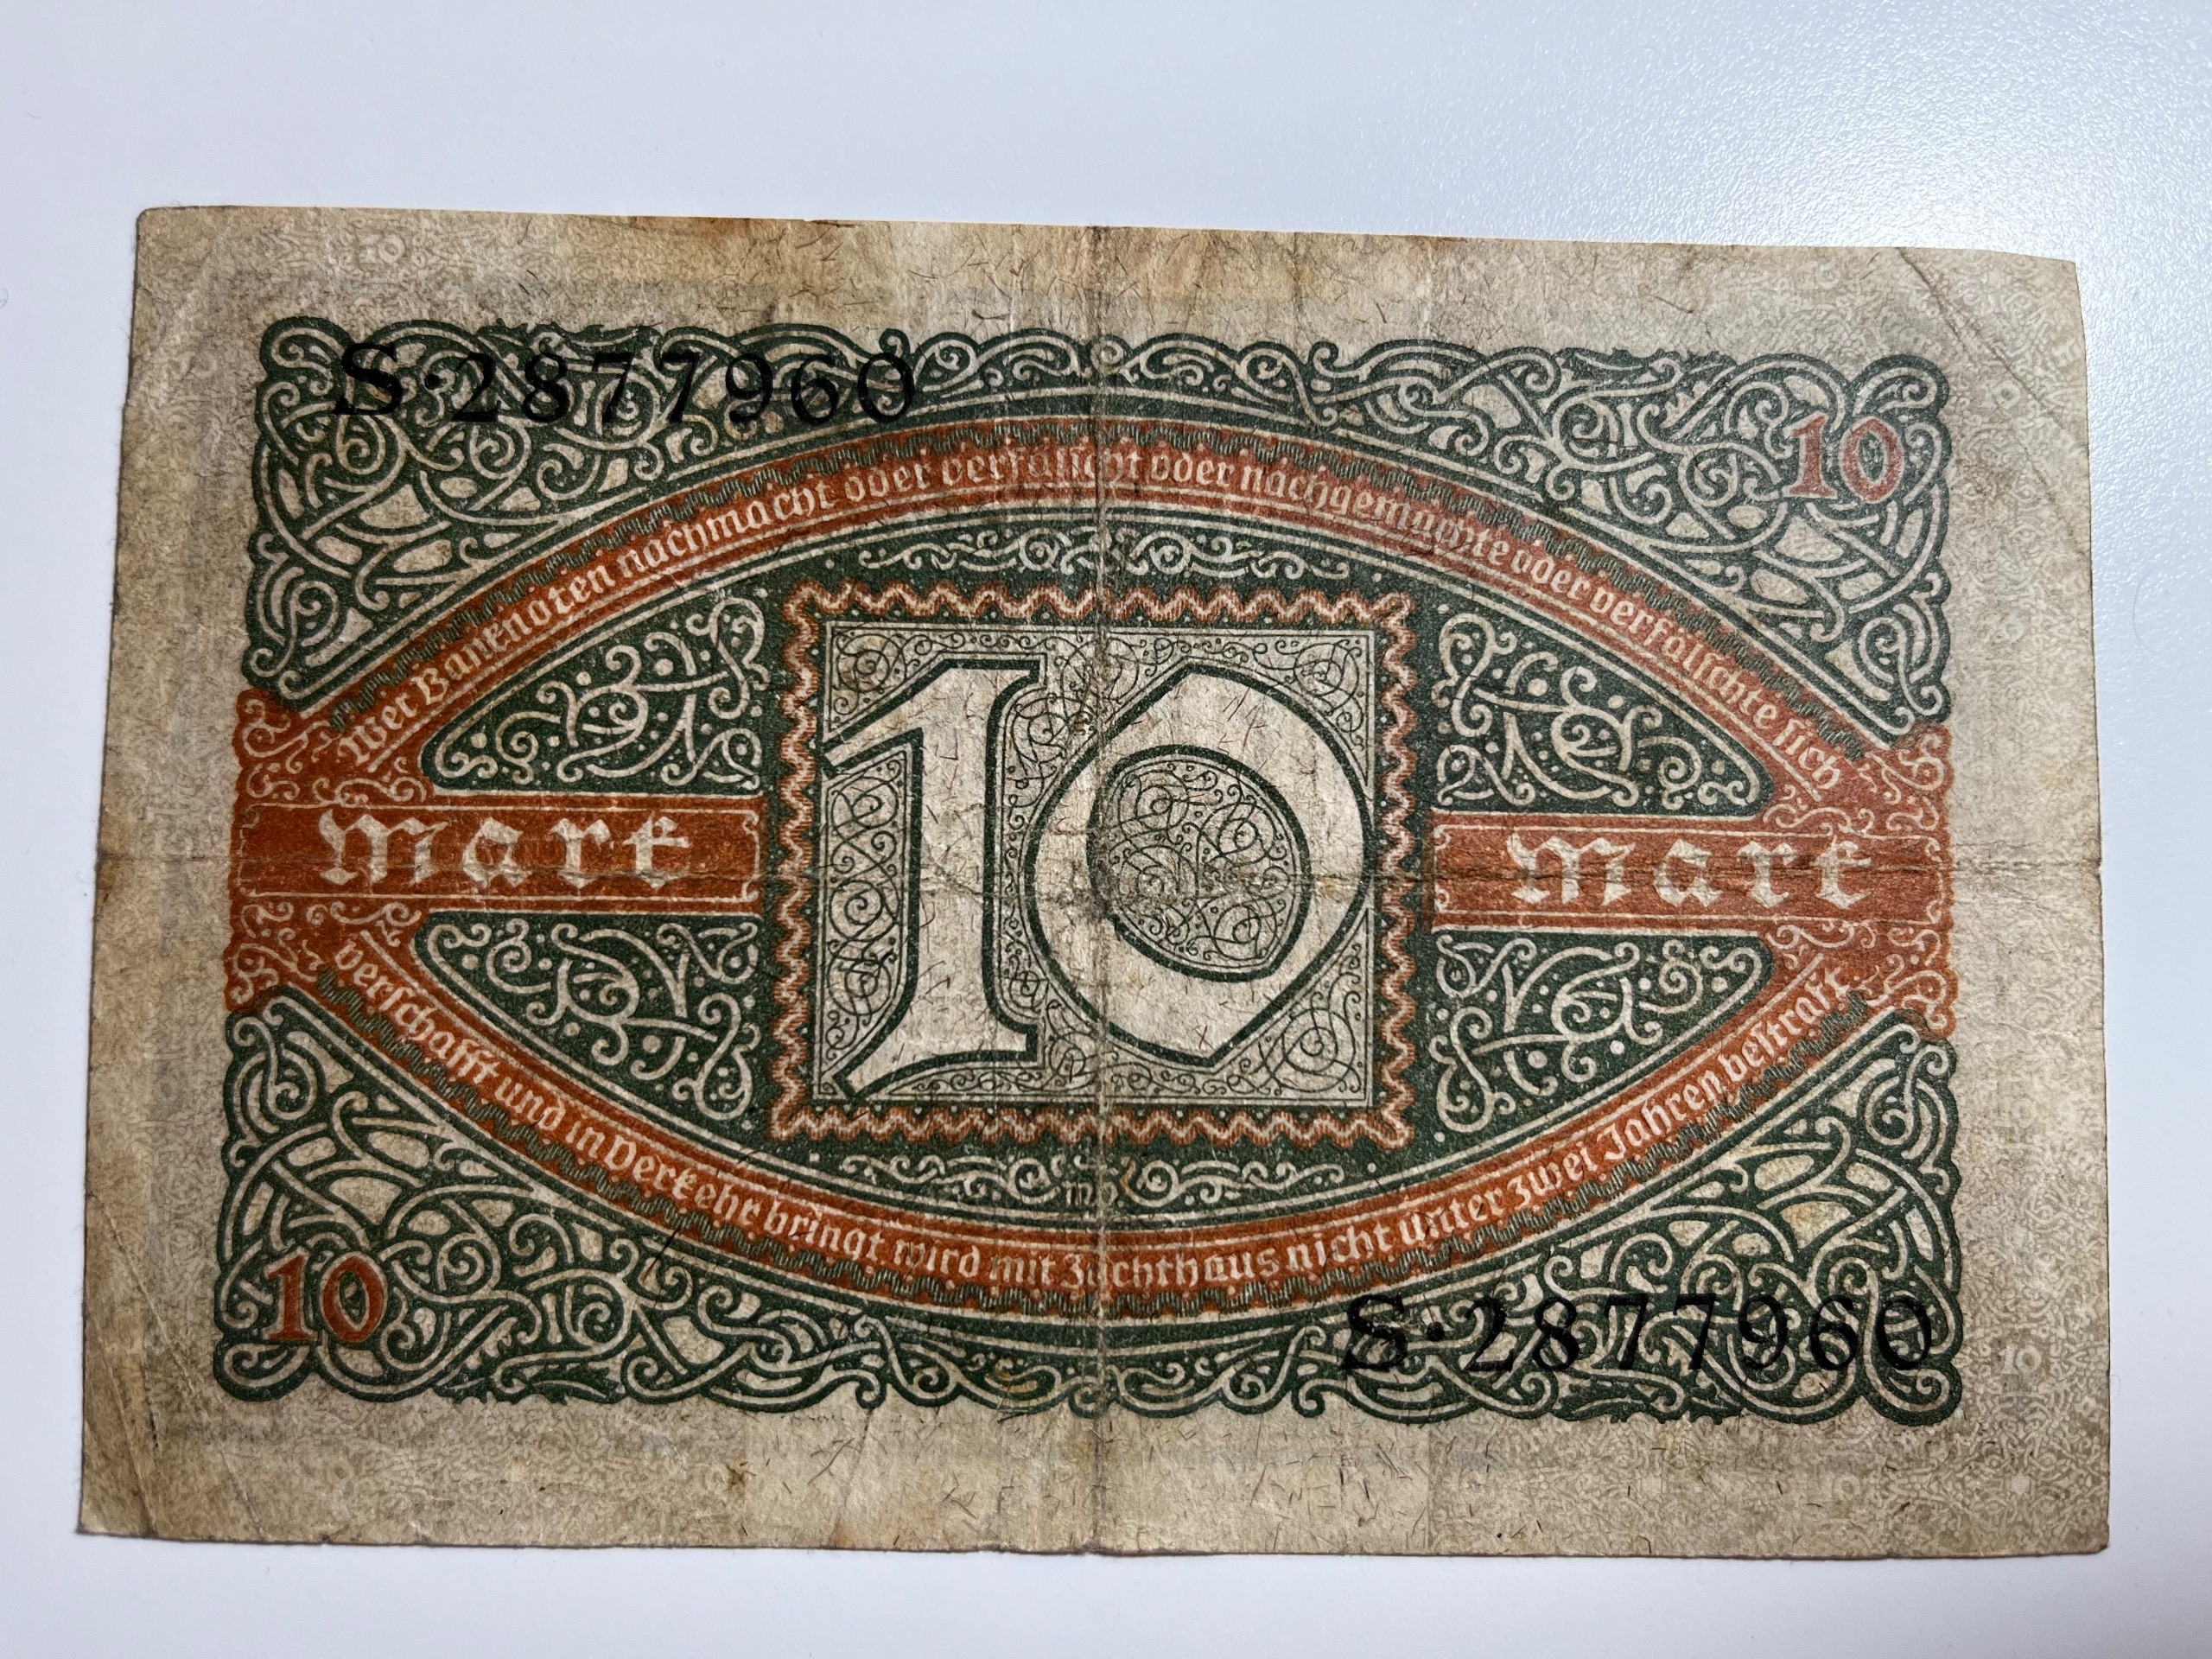 S·2877960
10
Wer Banknoten nachmacht oder verfälscht oder nachgemachte oder verfälschte sich
Mark
10
Mark
verschafft und in Verkehr bringt wird mit Zuchthaus nicht unter zwei Jahren bestraft
10
S·2877960